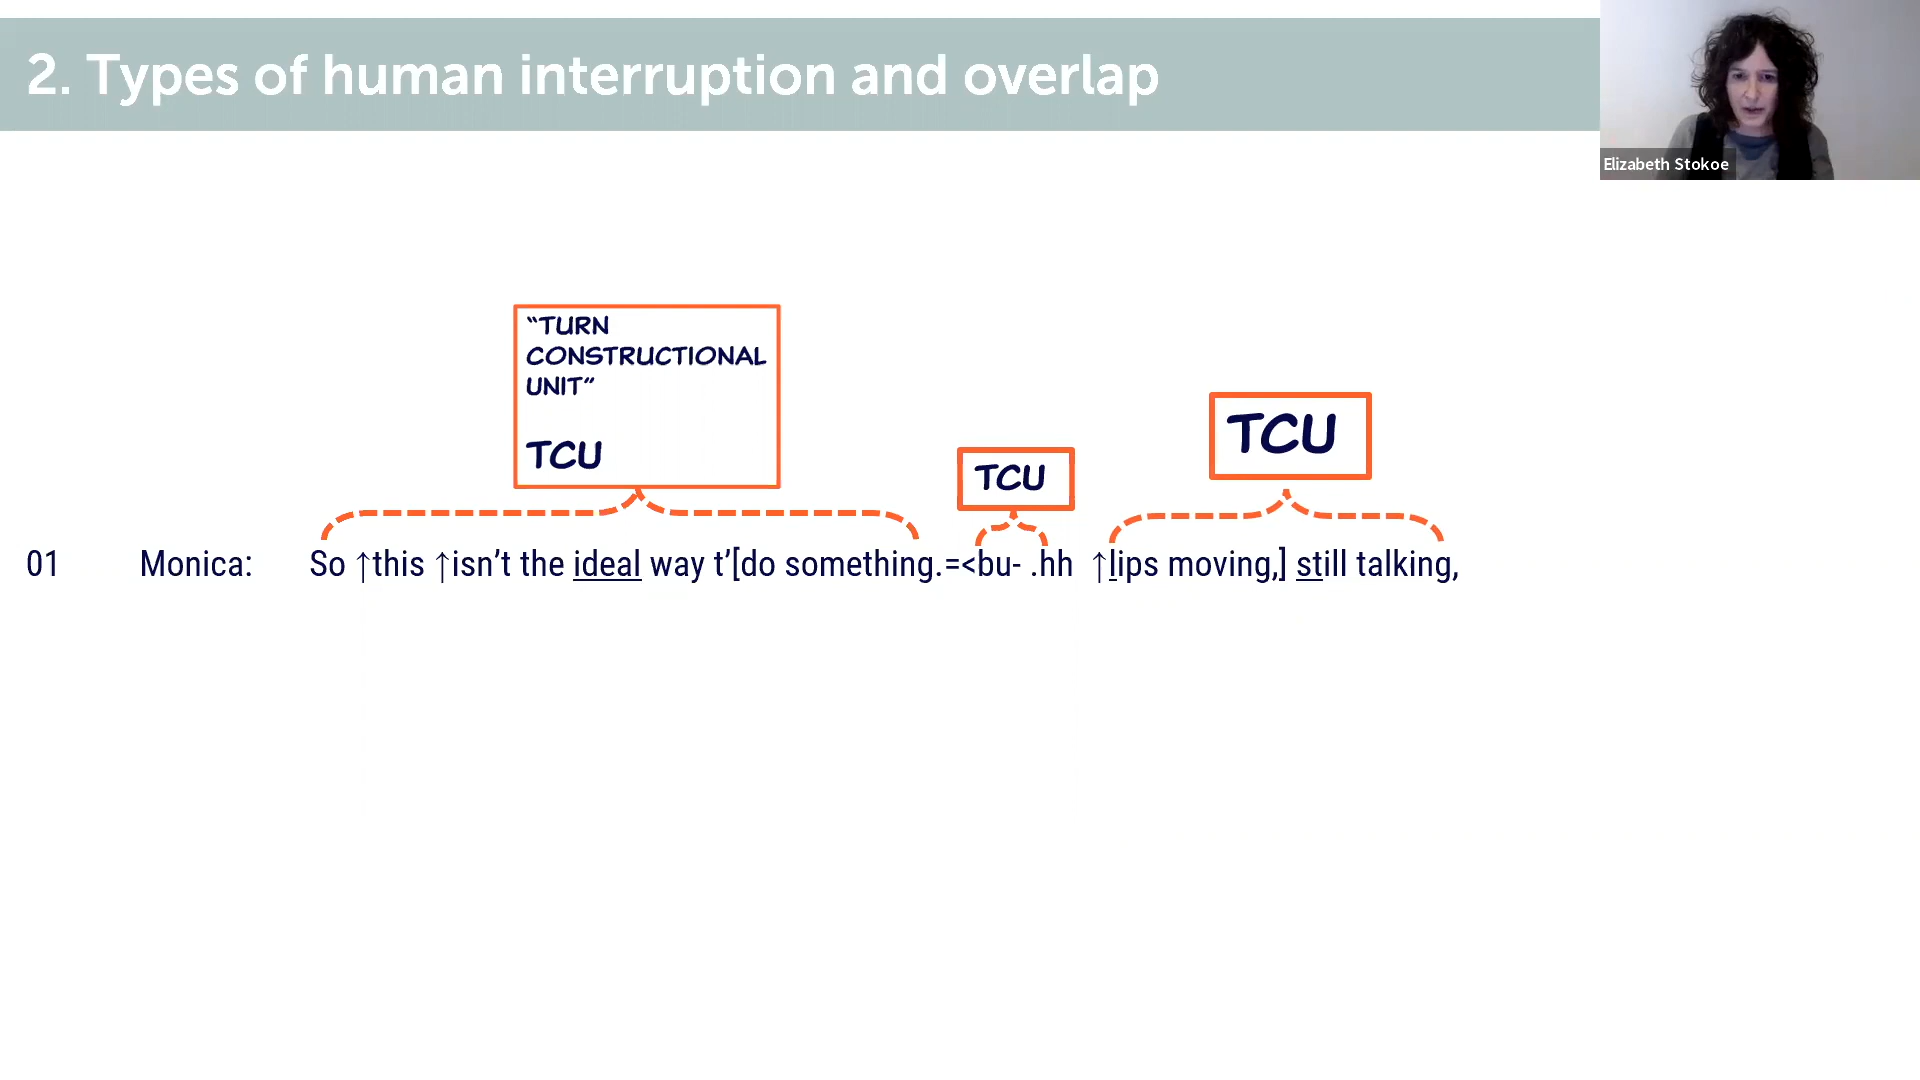 2. Types of human interruption and overlap
Elizabeth Stokoe
“TURN
CONSTRUCTIONAL
UNIT”
TCU
TCU
TCU
01 Monica: So ↑this ↑isn’t the ideal way t’[do something.=<bu- .hh ↑lips moving,] still talking,